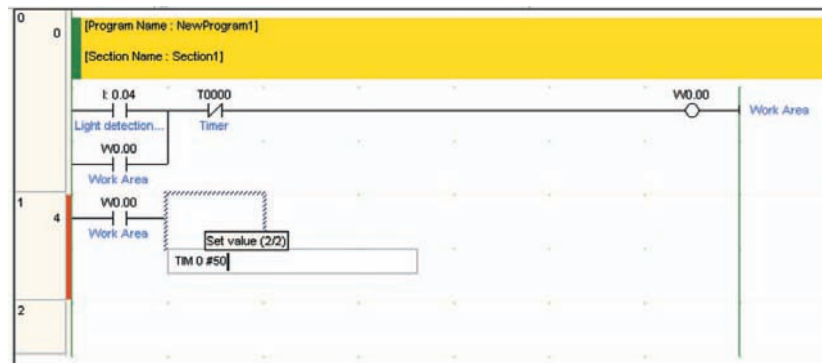 0
0
[Program Name : NewProgram1]
[Section Name : Section1]
I: 0.04
T0000
W0.00
Light detection...
Timer
Work Area
W0.00
Work Area
1
4
W0.00
Work Area
Set value (2/2)
TIM 0 #50
2